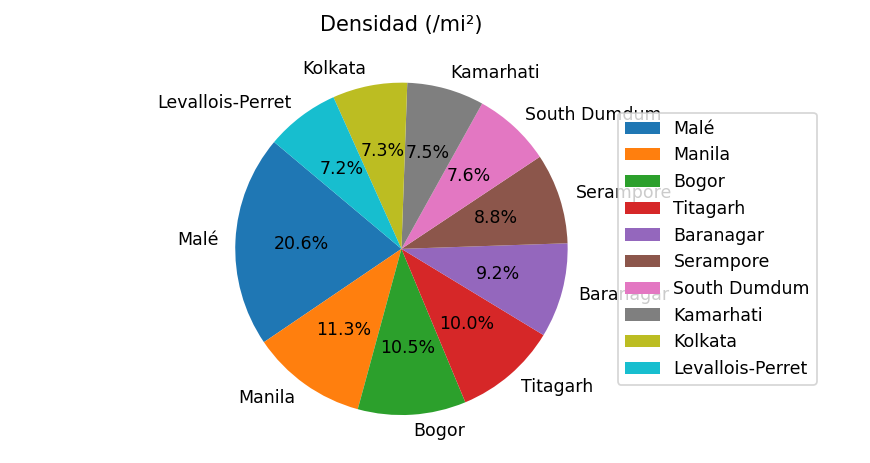 Densidad (/mi²)
Kolkata
Kamarhati
Levallois-Perret
South Dumdum
7.3%
7.5%
7.2%
7.6%
Serampore
8.8%
Malé
20.6%
9.2%
Baranagar
11.3%
10.0%
10.5%
Titagarh
Manila
Bogor
Malé
Manila
Bogor
Titagarh
Baranagar
Serampore
South Dumdum
Kamarhati
Kolkata
Levallois-Perret